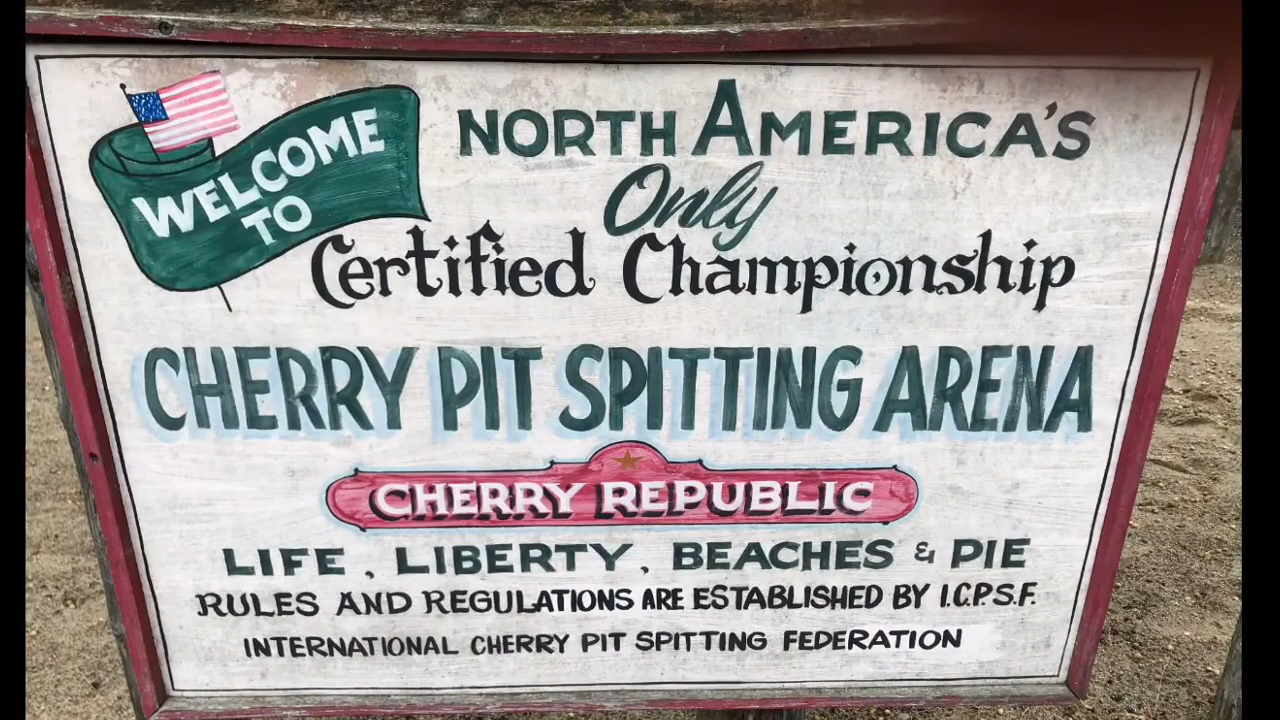 WELCOME
TO
NORTH AMERICA'S
Only
Certified Championship
CHERRY PIT SPITTING ARENA
CHERRY REPUBLIC
LIFE, LIBERTY, BEACHES & PIE
RULES AND REGULATIONS ARE ESTABLISHED BY I.C.P.S.F.
INTERNATIONAL CHERRY PIT SPITTING FEDERATION